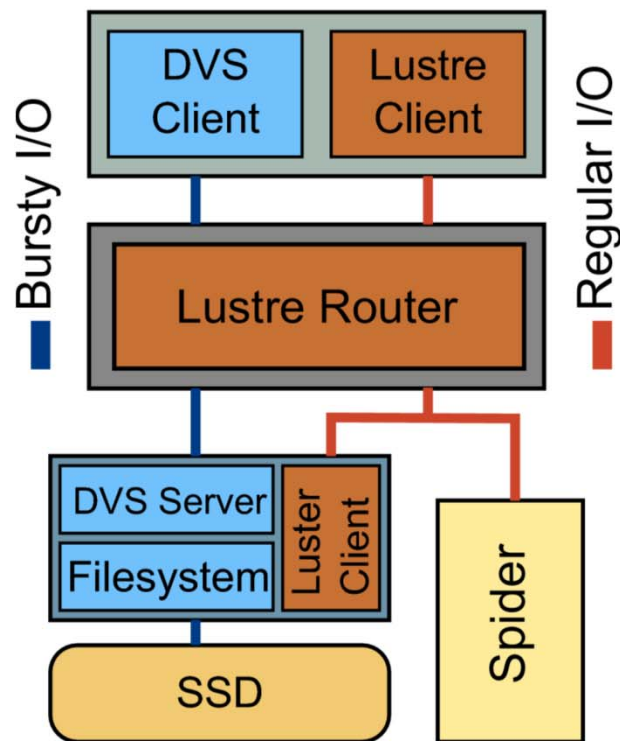 DVS
Client
Lustre
Client
Bursty I/O
Regular I/O
Lustre Router
DVS Server
Filesystem
Luster
Client
SSD
Spider